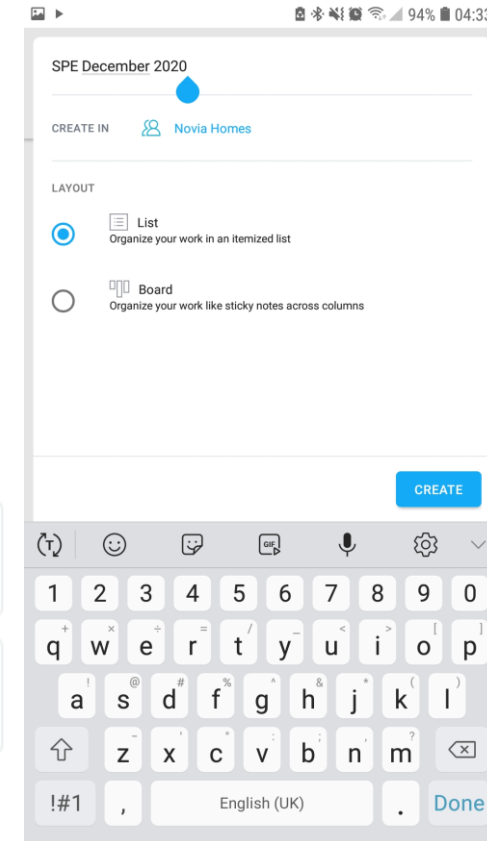 94% 04:33
SPE December 2020
CREATE IN Novia Homes
LAYOUT
List
Organize your work in an itemized list
Board
Organize your work like sticky notes across columns
CREATE
T GIF
1 2 3 4 5 6 7 8 9 0
+ × ÷ = / _ < > [ ]
q w e r t y u i o p
! @ # % ^ & * ( )
a s d f g h j k l
- ' " : ; , ?
z x c v b n m
!#1 , English (UK) . Done